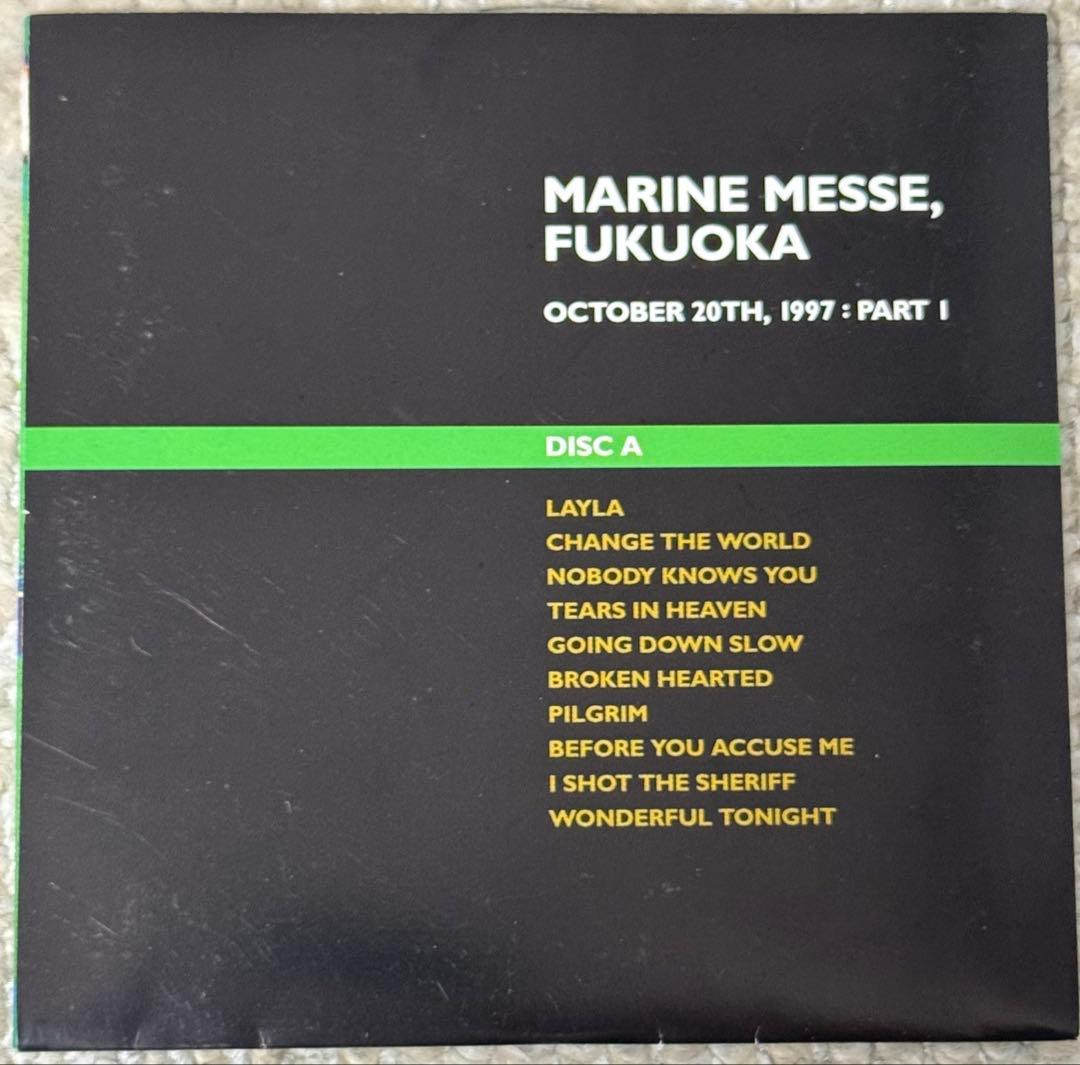 MARINE MESSE,
FUKUOKA
OCTOBER 20TH, 1997 : PART 1
DISC A
LAYLA
CHANGE THE WORLD
NOBODY KNOWS YOU
TEARS IN HEAVEN
GOING DOWN SLOW
BROKEN HEARTED
PILGRIM
BEFORE YOU ACCUSE ME
I SHOT THE SHERIFF
WONDERFUL TONIGHT